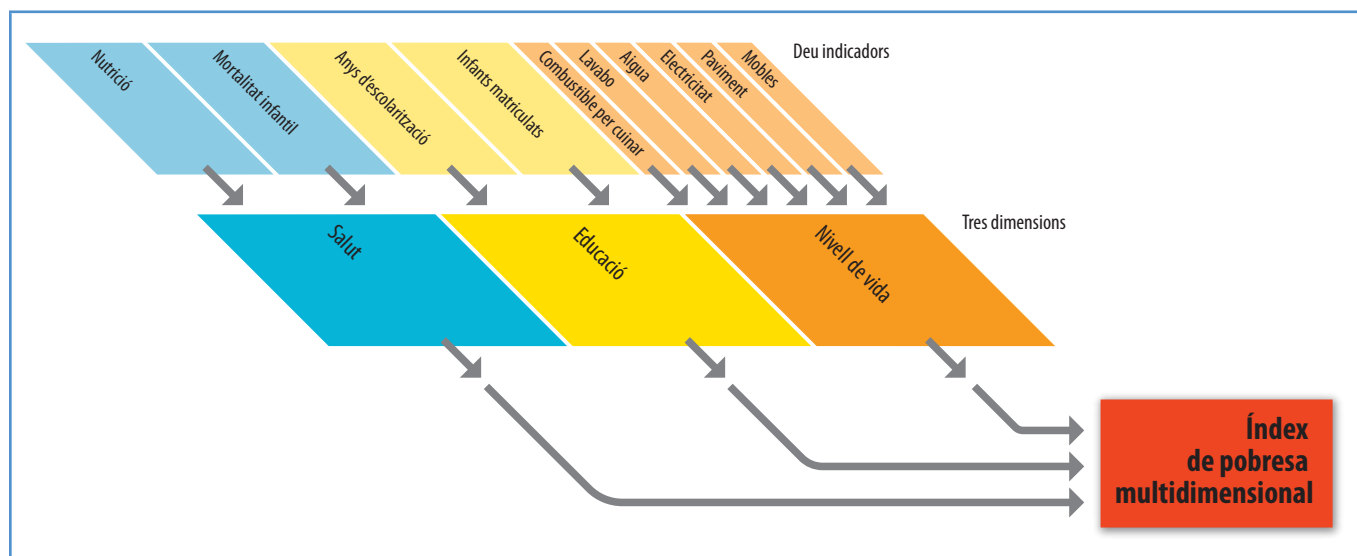 Nutrició
Mortalitat infantil
Anys d'escolarització
Infants matriculats
Combustible per cuinar
Lavabo
Aigua
Electricitat
Paviment
Mobles
Deu indicadors
Salut
Educació
Nivell de vida
Tres dimensions
Índex
de pobresa
multidimensional